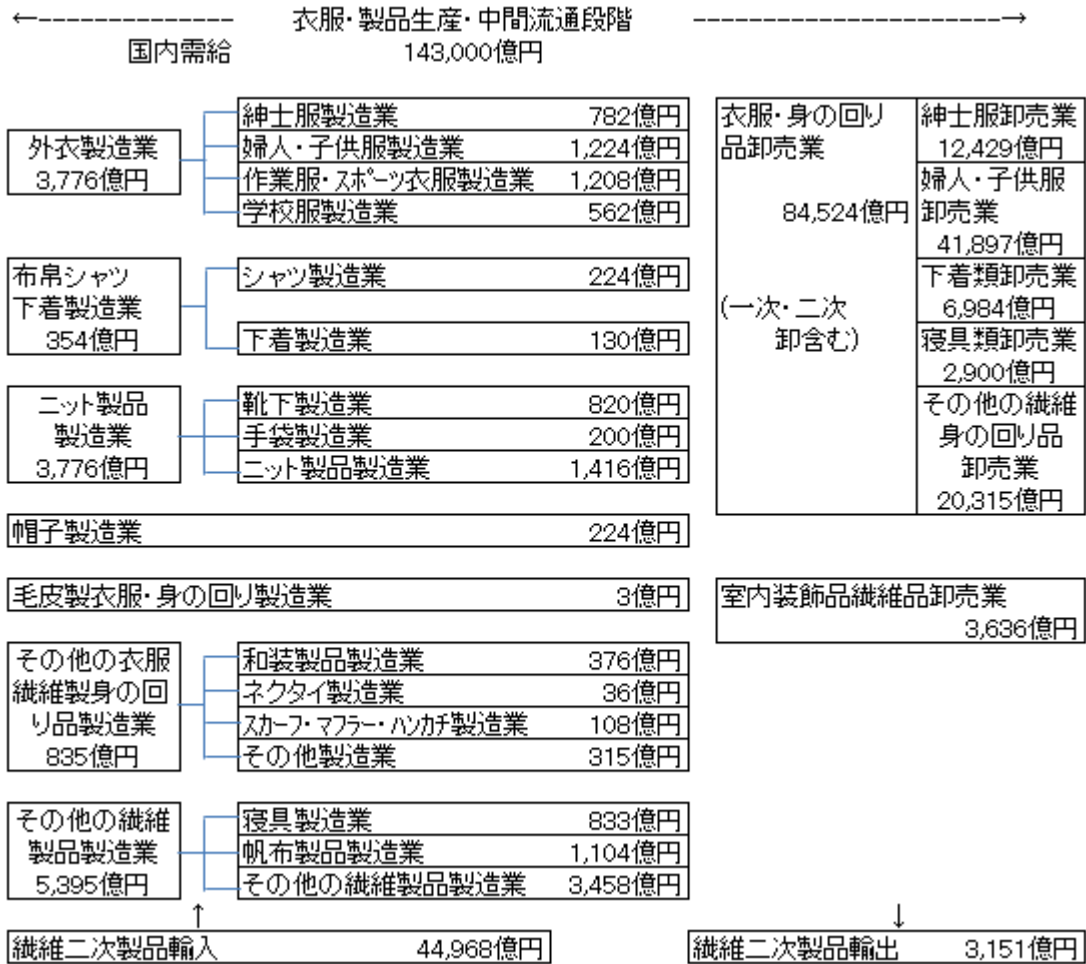 ←-------------- 衣服・製品生産・中間流通段階 --------------------→
国内需給 143,000億円
外衣製造業
3,776億円
紳士服製造業 782億円
婦人・子供服製造業 1,224億円
作業服・スポーツ衣服製造業 1,208億円
学校服製造業 562億円
布帛シャツ
下着製造業
354億円
シャツ製造業 224億円
下着製造業 130億円
ニット製品
製造業
3,776億円
靴下製造業 820億円
手袋製造業 200億円
ニット製品製造業 1,416億円
帽子製造業 224億円
毛皮製衣服・身の回り製造業 3億円
その他の衣服
繊維製身の回
り品製造業
835億円
和装製品製造業 376億円
ネクタイ製造業 36億円
スカーフ・マフラー・ハンカチ製造業 108億円
その他製造業 315億円
その他の繊維
製品製造業
5,395億円
寝具製造業 833億円
帆布製品製造業 1,104億円
その他の繊維製品製造業 3,458億円
↑
繊維二次製品輸入 44,968億円
衣服・身の回り
品卸売業
84,524億円
(一次・二次
卸含む)
紳士服卸売業
12,429億円
婦人・子供服
卸売業
41,897億円
下着類卸売業
6,984億円
寝具類卸売業
2,900億円
その他の繊維
身の回り品
卸売業
20,315億円
室内装飾品繊維品卸売業
3,636億円
↓
繊維二次製品輸出 3,151億円